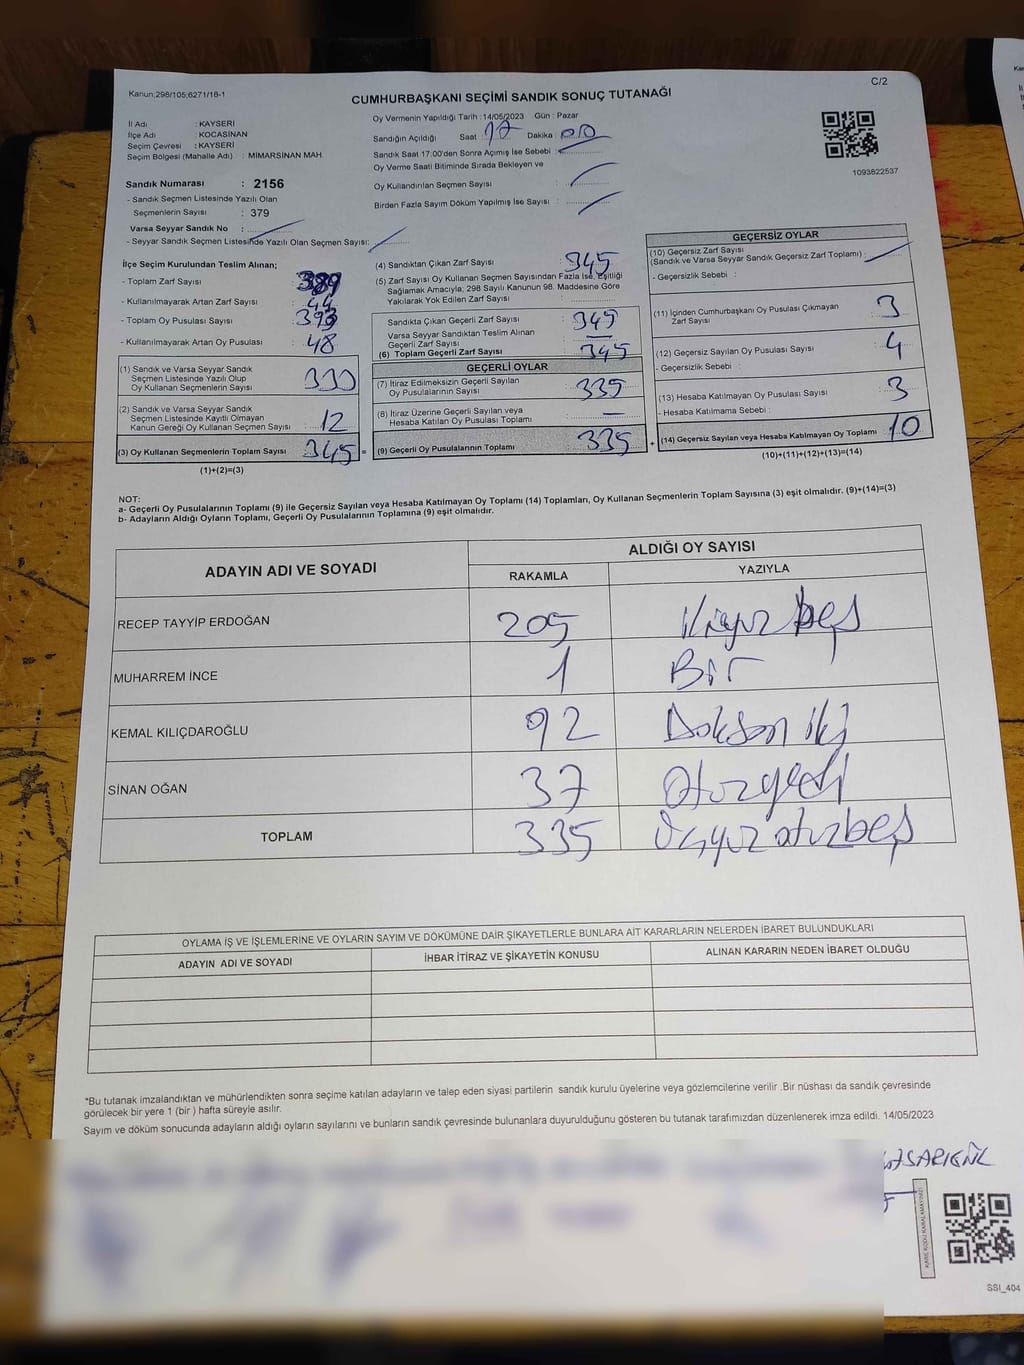 C/2
Kanun;298/105;6271/18-1
CUMHURBAŞKANI SEÇİMİ SANDIK SONUÇ TUTANAĞI
İl Adı : KAYSERİ
İlçe Adı : KOCASİNAN
Seçim Çevresi : KAYSERİ
Seçim Bölgesi (Mahalle Adı) : MIMARSİNAN MAH.
Oy Vermenin Yapıldığı Tarih : 14/05/2023 Gün : Pazar
Sandığın Açıldığı Saat 17 Dakika : 00
Sandık Saat 17:00'den Sonra Açımış İse Sebebi :
Oy Verme Saati Bitiminde Sırada Bekleyen ve
Oy Kullandırılan Seçmen Sayısı :
Birden Fazla Sayım Döküm Yapılmış İse Sayısı :
1093822537
Sandık Numarası : 2156
- Sandık Seçmen Listesinde Yazılı Olan
Seçmenlerin Sayısı : 379
Varsa Seyyar Sandık No :
- Seyyar Sandık Seçmen Listesinde Yazılı Olan Seçmen Sayısı:
İlçe Seçim Kurulundan Teslim Alınan;
- Toplam Zarf Sayısı : 389
- Kullanılmayarak Artan Zarf Sayısı : 44
- Toplam Oy Pusulası Sayısı : 393
- Kullanılmayarak Artan Oy Pusulası : 48
(1) Sandık ve Varsa Seyyar Sandık
Seçmen Listesinde Yazılı Olup
Oy Kullanan Seçmenlerin Sayısı
(2) Sandık ve Varsa Seyyar Sandık
Seçmen Listesinde Kayıtlı Olmayan
Kanun Gereği Oy Kullanan Seçmen Sayısı : 12
(3) Oy Kullanan Seçmenlerin Toplam Sayısı 345 =
(1)+(2)=(3)
(4) Sandıktan Çıkan Zarf Sayısı : 345
(5) Zarf Sayısı Oy Kullanan Seçmen Sayısından Fazla İse, Eşitliği
Sağlamak Amacıyla; 298 Sayılı Kanunun 98. Maddesine Göre
Yakılarak Yok Edilen Zarf Sayısı :
Sandıkta Çıkan Geçerli Zarf Sayısı : 345
Varsa Seyyar Sandıktan Teslim Alınan
Geçerli Zarf Sayısı : —
(6) Toplam Geçerli Zarf Sayısı : 345
GEÇERLİ OYLAR
(7) İtiraz Edilmeksizin Geçerli Sayılan
Oy Pusulalarının Toplamı : 335
(8) İtiraz Üzerine Geçerli Sayılan veya
Hesaba Katılan Oy Pusulası Toplamı : —
(9) Geçerli Oy Pusulalarının Toplamı : 335 +
GEÇERSİZ OYLAR
(10) Geçersiz Zarf Sayısı
(Sandık ve Varsa Seyyar Sandık Geçersiz Zarf Toplamı) :
- Geçersizlik Sebebi :
(11) İçinden Cumhurbaşkanı Oy Pusulası Çıkmayan
Zarf Sayısı : 3
(12) Geçersiz Sayılan Oy Pusulası Sayısı : 4
- Geçersizlik Sebebi :
(13) Hesaba Katılmayan Oy Pusulası Sayısı : 3
- Hesaba Katılmama Sebebi :
(14) Geçersiz Sayılan veya Hesaba Katılmayan Oy Toplamı : 10
(10)+(11)+(12)+(13)=(14)
NOT:
a- Geçerli Oy Pusulalarının Toplamı (9) ile Geçersiz Sayılan veya Hesaba Katılmayan Oy Toplamı (14) Toplamları, Oy Kullanan Seçmenlerin Toplam Sayısına (3) eşit olmalıdır. (9)+(14)=(3)
b- Adayların Aldığı Oyların Toplamı, Geçerli Oy Pusulalarının Toplamına (9) eşit olmalıdır.
ADAYIN ADI VE SOYADI ALDIĞI OY SAYISI
RAKAMLA YAZIYLA
RECEP TAYYİP ERDOĞAN 205 ikiyüz beş
MUHARREM İNCE 1 Bir
KEMAL KILIÇDAROĞLU 92 Doksan iki
SİNAN OĞAN 37 Otuzyedi
TOPLAM 335 üçyüz otuzbeş
OYLAMA İŞ VE İŞLEMLERİNE VE OYLARIN SAYIM VE DÖKÜMÜNE DAİR ŞİKAYETLERLE BUNLARA AİT KARARLARIN NELERDEN İBARET BULUNDUKLARI
ADAYIN ADI VE SOYADI İHBAR İTİRAZ VE ŞİKAYETİN KONUSU ALINAN KARARIN NEDEN İBARET OLDUĞU
*Bu tutanak imzalandıktan ve mühürlendikten sonra seçime katılan adayların ve talep eden siyasi partilerin sandık kurulu üyelerine veya gözlemcilerine verilir .Bir nüshası da sandık çevresinde
görülecek bir yere 1 (bir ) hafta süreyle asılır.
Sayım ve döküm sonucunda adayların aldığı oyların sayılarını ve bunların sandık çevresinde bulunanlara duyurulduğunu gösteren bu tutanak tarafımızdan düzenlenerek imza edildi. 14/05/2023
KARE KODU KARALAMAYINIZ!
SSI_404